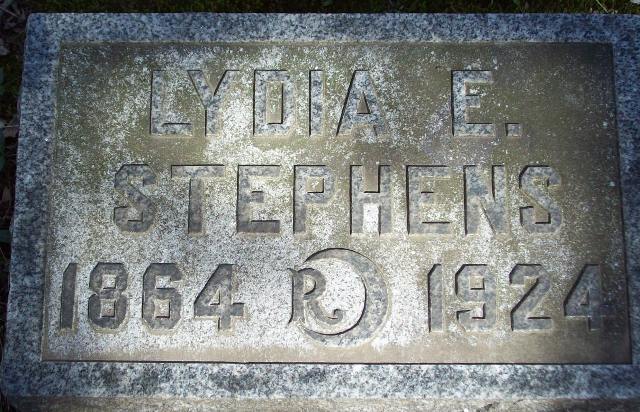 LYDIA E.
STEPHENS
1864 R 1924